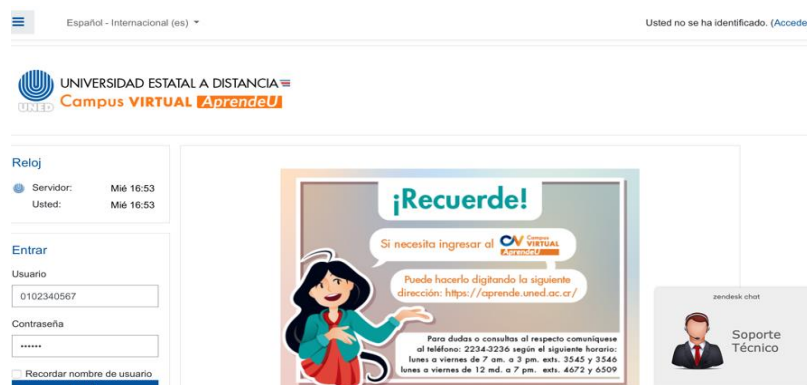 Español - Internacional (es)
Usted no se ha identificado. (Accede
UNIVERSIDAD ESTATAL A DISTANCIA
UNED
Campus VIRTUAL AprendeU
Reloj
Servidor: Mié 16:53
Usted: Mié 16:53
Entrar
Usuario
0102340567
Contraseña
······
Recordar nombre de usuario
¡Recuerde!
Si necesita ingresar al CV Campus VIRTUAL AprendeU
Puede hacerlo digitando la siguiente
dirección: https://aprende.uned.ac.cr/
Para dudas o consultas al respecto comuníquese
al teléfono: 2234-3236 según el siguiente horario:
lunes a viernes de 7 am. a 3 pm. exts. 3545 y 3546
lunes a viernes de 12 md. a 7 pm. exts. 4672 y 6509
zendesk chat
Soporte
Técnico